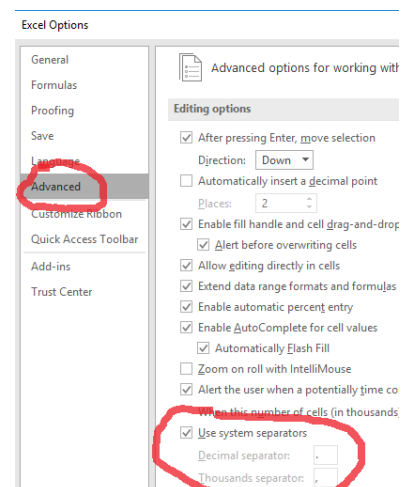 Excel Options
General
Formulas
Proofing
Save
Language
Advanced
Customize Ribbon
Quick Access Toolbar
Add-ins
Trust Center
Advanced options for working with
Editing options
After pressing Enter, move selection
Direction: Down
Automatically insert a decimal point
Places: 2
Enable fill handle and cell drag-and-drop
Alert before overwriting cells
Allow editing directly in cells
Extend data range formats and formulas
Enable automatic percent entry
Enable AutoComplete for cell values
Automatically Flash Fill
Zoom on roll with IntelliMouse
Alert the user when a potentially time co
When this number of cells (in thousands)
Use system separators
Decimal separator: .
Thousands separator: ,